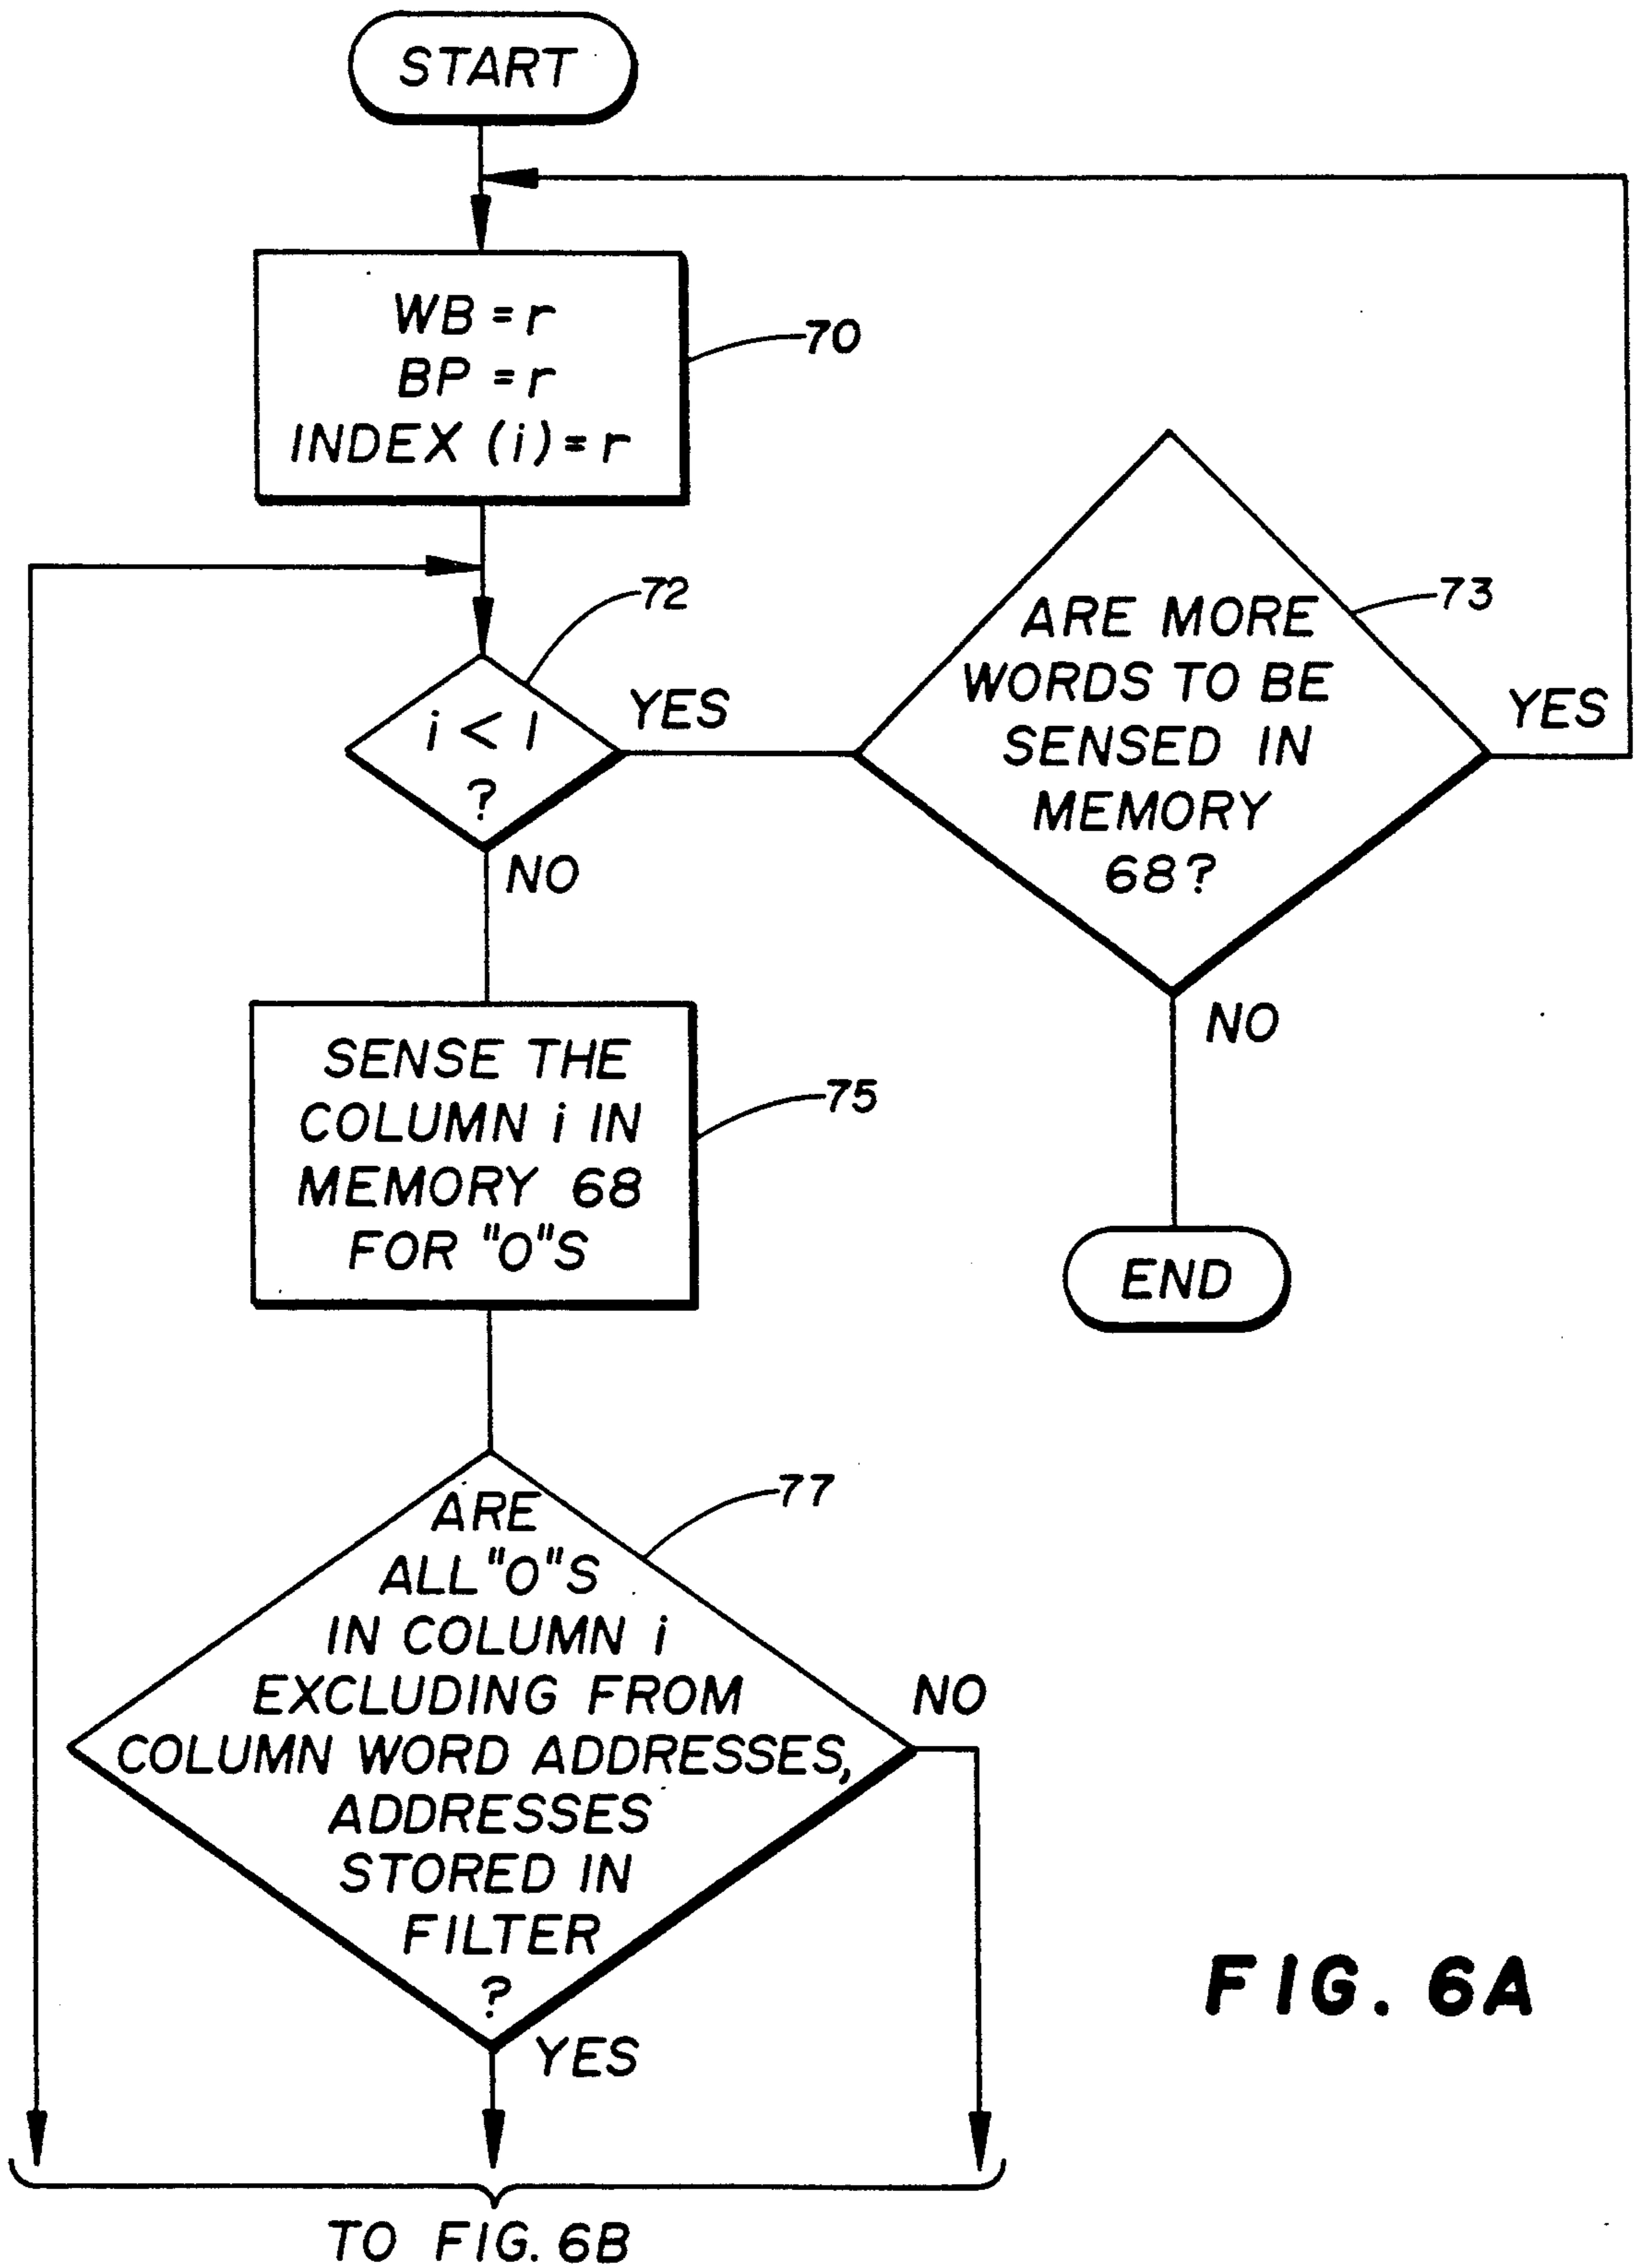 START
WB = r
BP = r
INDEX (i) = r
70
72
i < 1
?
YES
NO
73
ARE MORE
WORDS TO BE
SENSED IN
MEMORY
68?
YES
NO
END
SENSE THE
COLUMN i IN
MEMORY 68
FOR "0"S
75
77
ARE
ALL "0"S
IN COLUMN i
EXCLUDING FROM
COLUMN WORD ADDRESSES,
ADDRESSES
STORED IN
FILTER
?
NO
YES
TO FIG. 6B
FIG. 6A